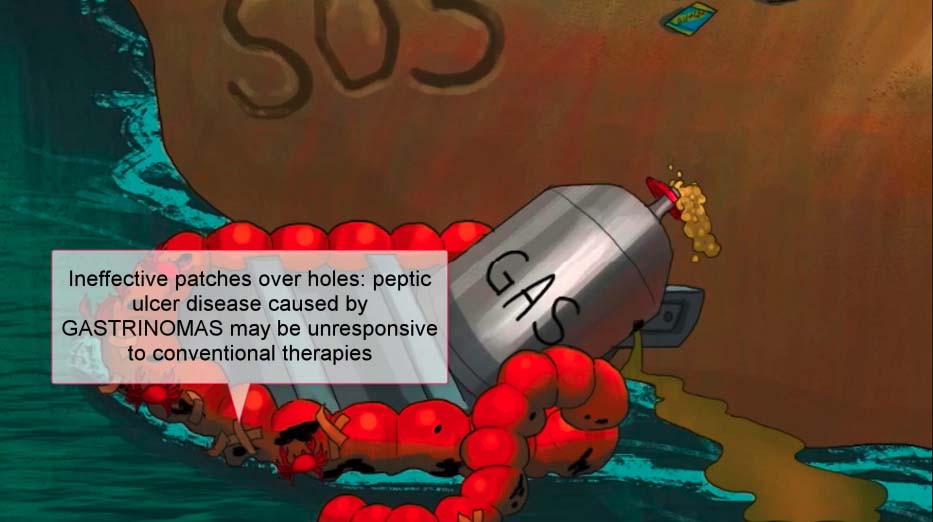 SOS
GAS
Ineffective patches over holes: peptic
ulcer disease caused by
GASTRINOMAS may be unresponsive
to conventional therapies